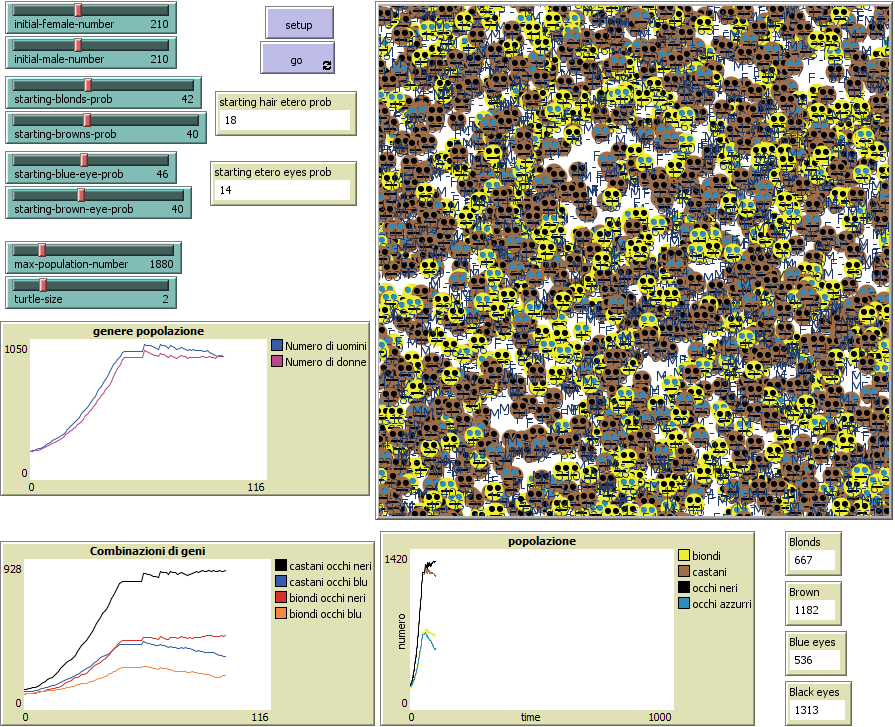 initial-female-number 210
initial-male-number 210
starting-blonds-prob 42
starting-browns-prob 40
starting-blue-eye-prob 46
starting-brown-eye-prob 40
max-population-number 1880
turtle-size 2
setup
go
starting hair etero prob
18
starting etero eyes prob
14
genere popolazione
1050
0
0 116
Numero di uomini
Numero di donne
Combinazioni di geni
928
0
0 116
castani occhi neri
castani occhi blu
biondi occhi neri
biondi occhi blu
popolazione
1420
numero
0
0 time 1000
biondi
castani
occhi neri
occhi azzurri
Blonds
667
Brown
1182
Blue eyes
536
Black eyes
1313